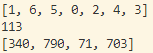 [1, 6, 5, 0, 2, 4, 3]
113
[340, 790, 71, 703]